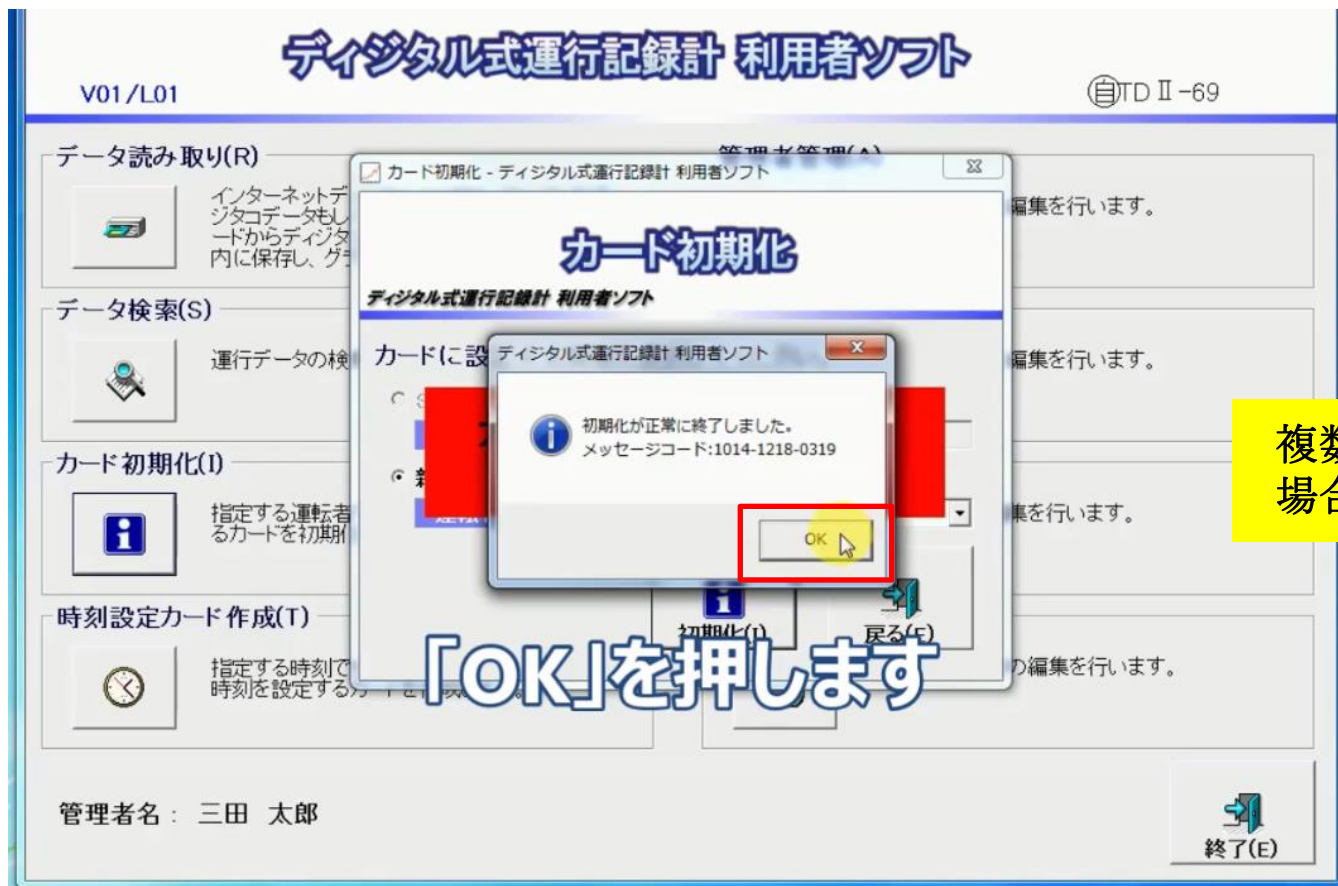 ディジタル式運行記録計 利用者ソフト
V01/L01
自TDⅡ-69
データ読み取り(R)
インターネットデ
ジタコデータもし
ードからディジタ
内に保存し、グ
データ検索(S)
運行データの検
カード初期化(I)
指定する運転者
るカードを初期
時刻設定カード作成(T)
指定する時刻で
時刻を設定する
管理者管理(A)
編集を行います。
編集を行います。
集を行います。
の編集を行います。
カード初期化 - ディジタル式運行記録計 利用者ソフト
カード初期化
ディジタル式運行記録計 利用者ソフト
カードに設
ディジタル式運行記録計 利用者ソフト
初期化が正常に終了しました。
メッセージコード:1014-1218-0319
OK
初期化(I)
戻る(E)
「OK」を押します
複数
場合
管理者名： 三田 太郎
終了(E)